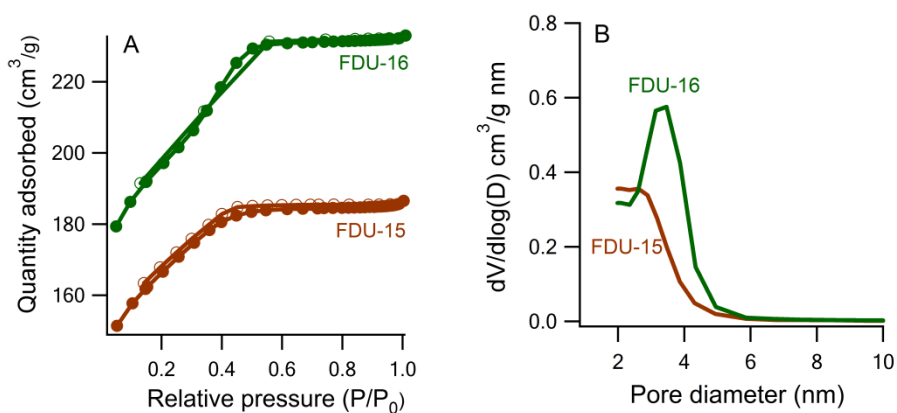 A
FDU-16
FDU-15
220
200
180
160
0.2
0.4
0.6
0.8
1.0
Quantity adsorbed (cm³/g)
Relative pressure (P/P₀)
B
FDU-16
FDU-15
0.8
0.6
0.4
0.2
0.0
2
4
6
8
10
dV/dlog(D) cm³/g nm
Pore diameter (nm)